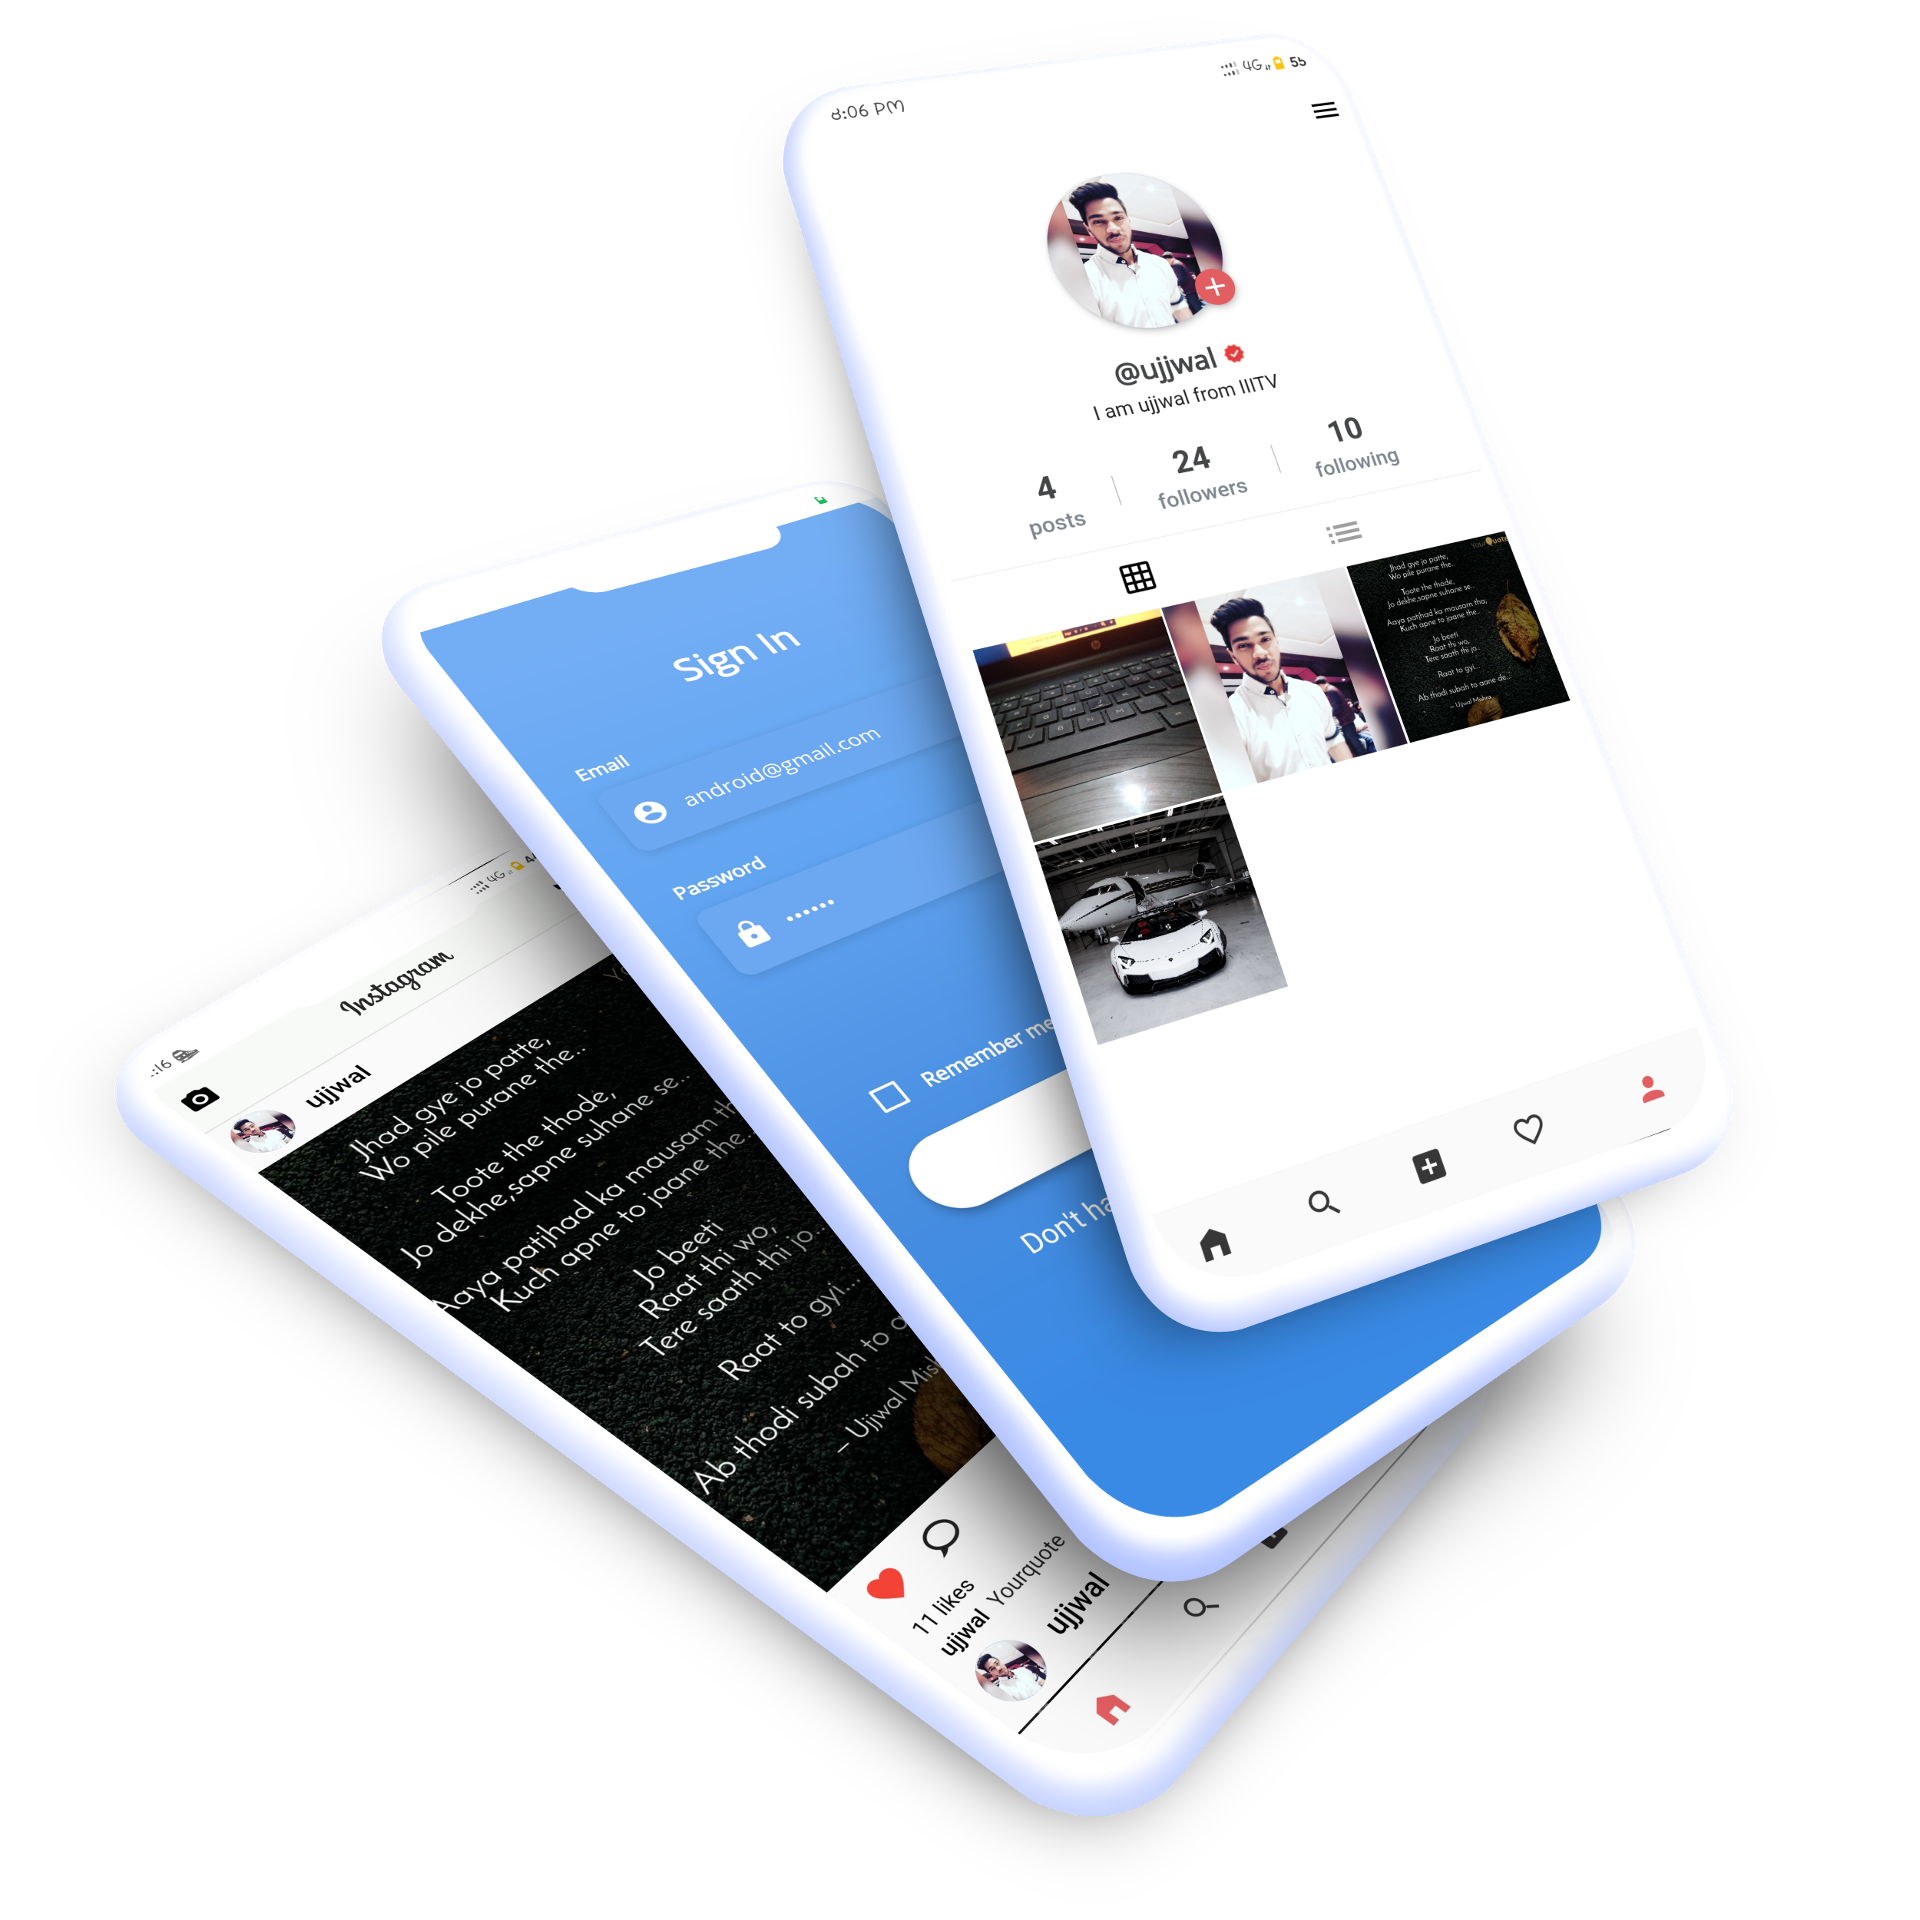 8:06 PM
4G 55
@ujjwal
I am ujjwal from IIITV
4
posts
24
followers
10
following
Jhad gye jo patte,
Wo pile purane the..
Toote the thode,
Jo dekhe,sapne suhane se..
Aaya patjhad ka mausam tha,
Kuch apne to jaane the..
Jo beeti
Raat thi wo,
Tere saath thi jo..
Raat to gyi...
Ab thodi subah to aane de...
– Ujjwal Mishra
Sign In
Email
android@gmail.com
Password
Remember me
Don't
:16
4G
Instagram
ujjwal
Jhad gye jo patte,
Wo pile purane the..
Toote the thode,
Jo dekhe,sapne suhane se..
Aaya patjhad ka mausam
Kuch apne to jaane the..
Jo beeti
Raat thi wo,
Tere saath thi jo..
Raat to gyi...
Ab thodi subah to
– Ujjwal
11 likes
ujjwal Yourquote
ujjwal